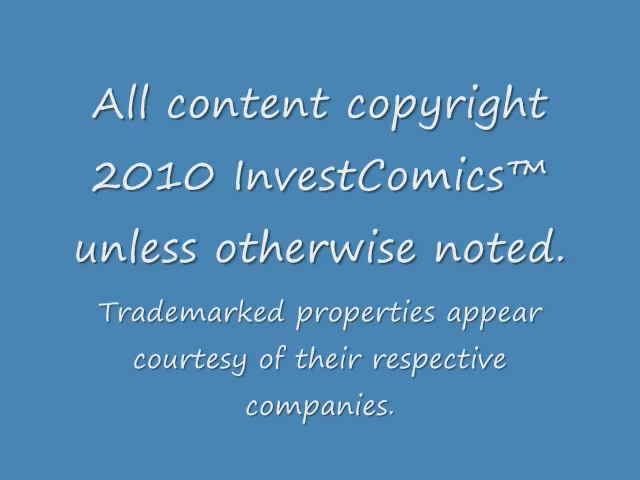 All content copyright
2010 InvestComics™
unless otherwise noted.
Trademarked properties appear
courtesy of their respective
companies.